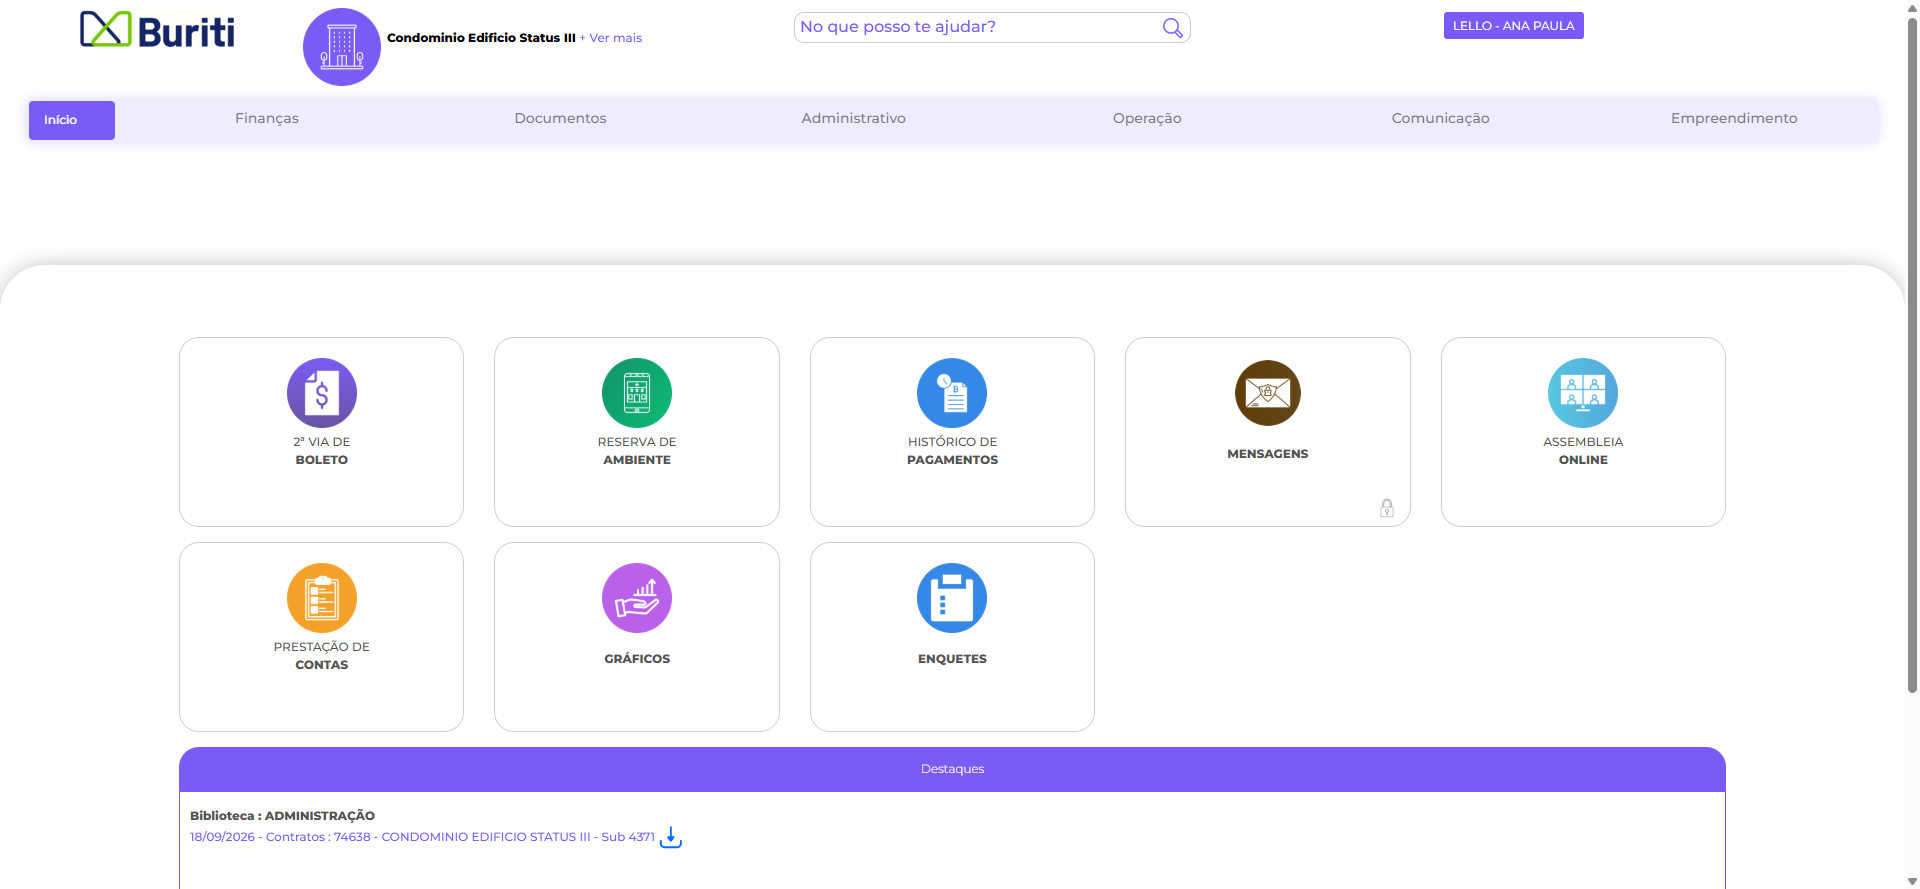 Buriti
Condominio Edificio Status III + Ver mais
No que posso te ajudar?
LELLO - ANA PAULA
Início
Finanças
Documentos
Administrativo
Operação
Comunicação
Empreendimento
2ª VIA DE
BOLETO
RESERVA DE
AMBIENTE
HISTÓRICO DE
PAGAMENTOS
MENSAGENS
ASSEMBLEIA
ONLINE
PRESTAÇÃO DE
CONTAS
GRÁFICOS
ENQUETES
Destaques
Biblioteca : ADMINISTRAÇÃO
18/09/2026 - Contratos : 74638 - CONDOMINIO EDIFICIO STATUS III - Sub 4371